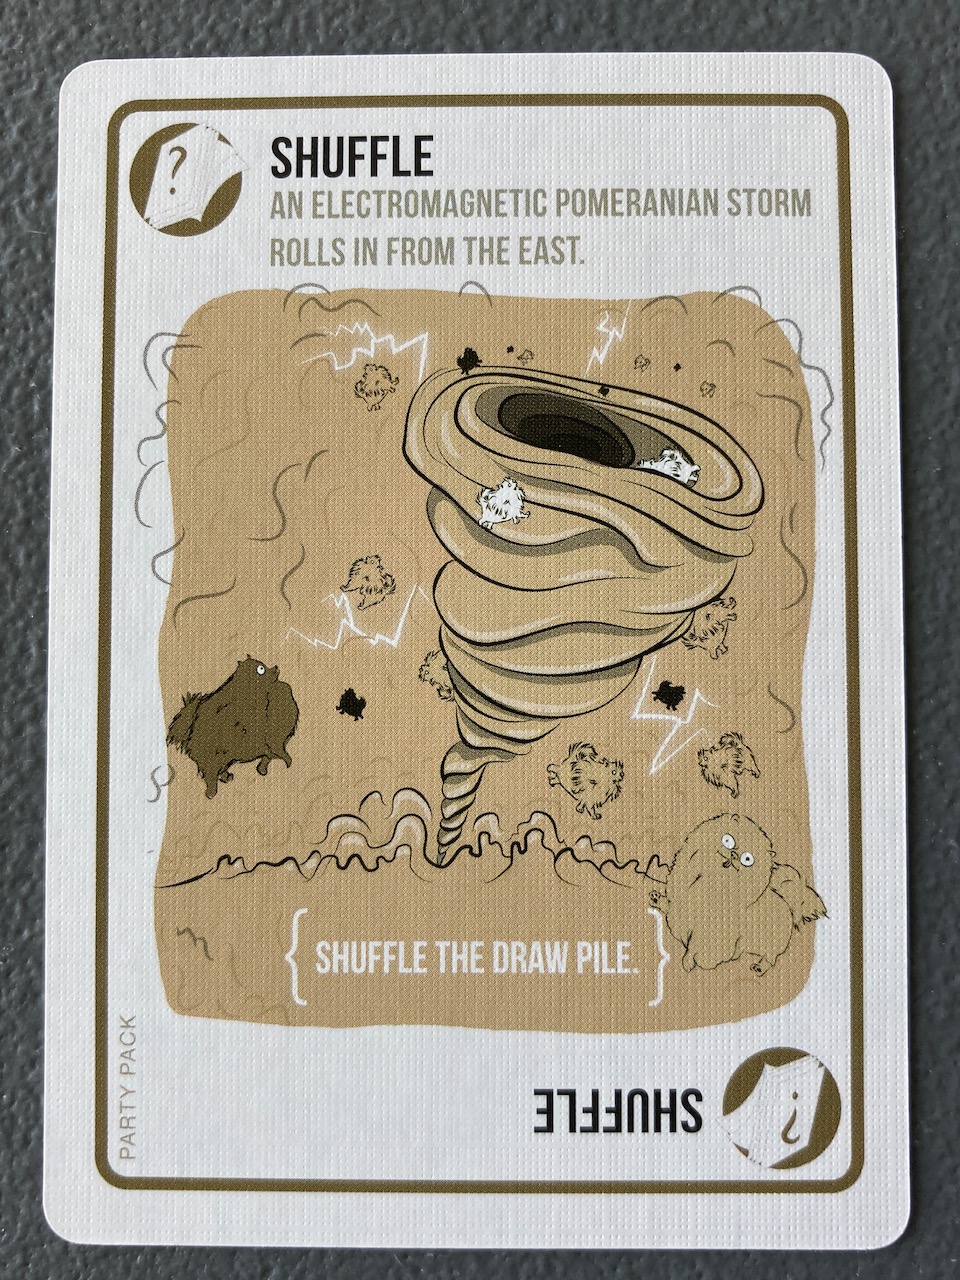 ?
SHUFFLE
AN ELECTROMAGNETIC POMERANIAN STORM
ROLLS IN FROM THE EAST.
{ SHUFFLE THE DRAW PILE. }
PARTY PACK
SHUFFLE
?